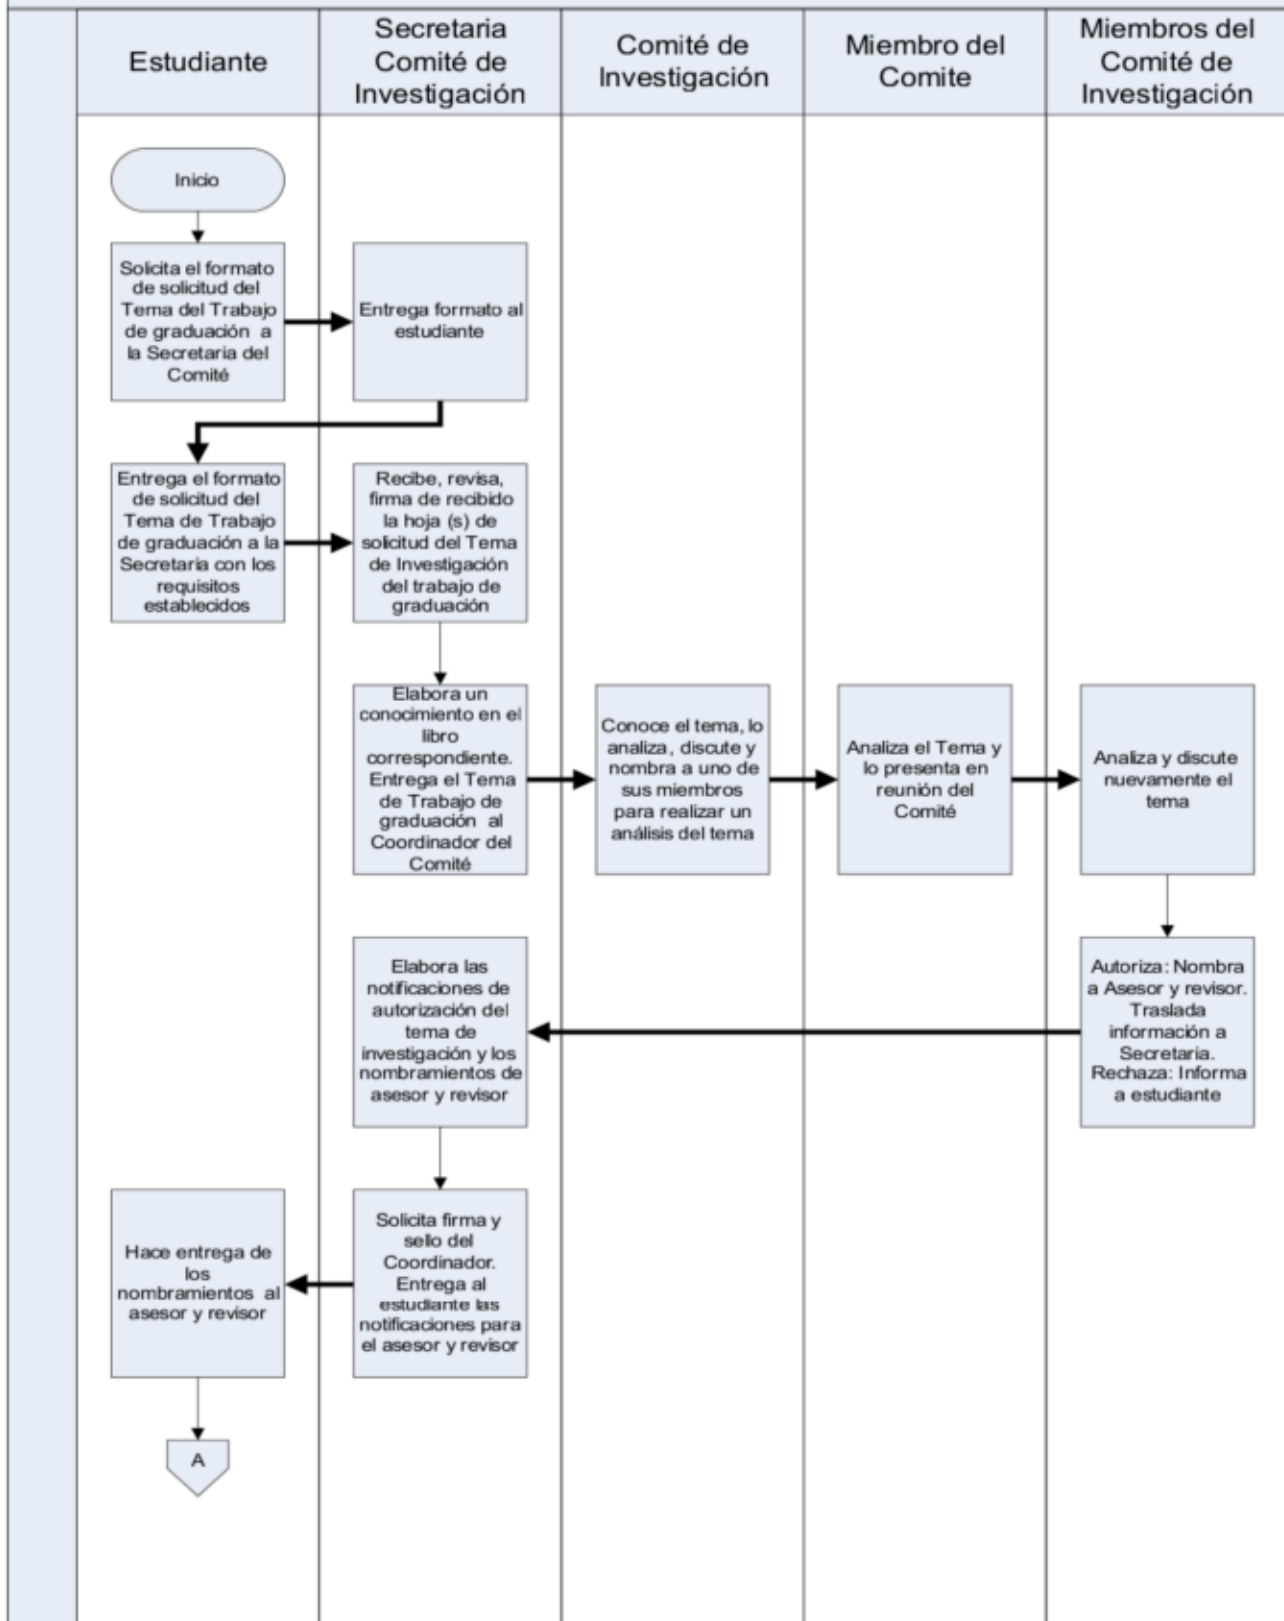 Estudiante
Secretaria
Comité de
Investigación
Comité de
Investigación
Miembro del
Comite
Miembros del
Comité de
Investigación
Inicio
Solicita el formato
de solicitud del
Tema del Trabajo
de graduación a
la Secretaria del
Comité
Entrega formato al
estudiante
Entrega el formato
de solicitud del
Tema de Trabajo
de graduación a la
Secretaria con los
requisitos
establecidos
Recibe, revisa,
firma de recibido
la hoja (s) de
solicitud del Tema
de Investigación
del trabajo de
graduación
Elabora un
conocimiento en el
libro
correspondiente.
Entrega el Tema
de Trabajo de
graduación al
Coordinador del
Comité
Conoce el tema, lo
analiza, discute y
nombra a uno de
sus miembros
para realizar un
análisis del tema
Analiza el Tema y
lo presenta en
reunión del
Comité
Analiza y discute
nuevamente el
tema
Autoriza: Nombra
a Asesor y revisor.
Traslada
información a
Secretaria.
Rechaza: Informa
a estudiante
Elabora las
notificaciones de
autorización del
tema de
investigación y los
nombramientos de
asesor y revisor
Solicita firma y
sello del
Coordinador.
Entrega al
estudiante las
notificaciones para
el asesor y revisor
Hace entrega de
los
nombramientos al
asesor y revisor
A